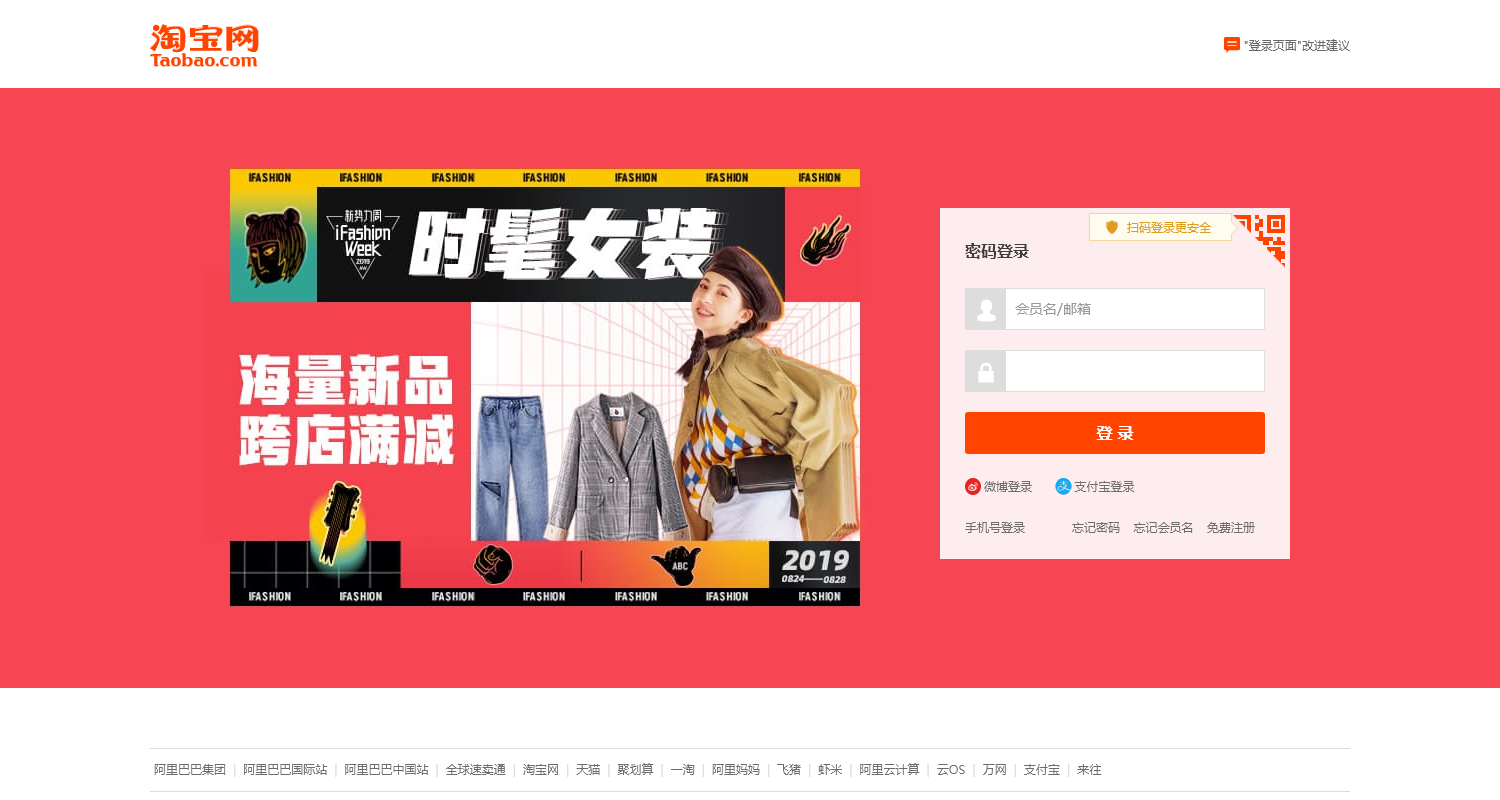 淘宝网
Taobao.com
"登录页面"改进建议
IFASHION IFASHION IFASHION IFASHION IFASHION IFASHION IFASHION
新势力周
iFashion
Week
2019
AW
时髦女装
海量新品
跨店满减
ABC
2019
0824——0828
IFASHION IFASHION IFASHION IFASHION IFASHION IFASHION IFASHION
扫码登录更安全
密码登录
会员名/邮箱
登 录
微博登录 支付宝登录
手机号登录 忘记密码 忘记会员名 免费注册
阿里巴巴集团 | 阿里巴巴国际站 | 阿里巴巴中国站 | 全球速卖通 | 淘宝网 | 天猫 | 聚划算 | 一淘 | 阿里妈妈 | 飞猪 | 虾米 | 阿里云计算 | 云OS | 万网 | 支付宝 | 来往